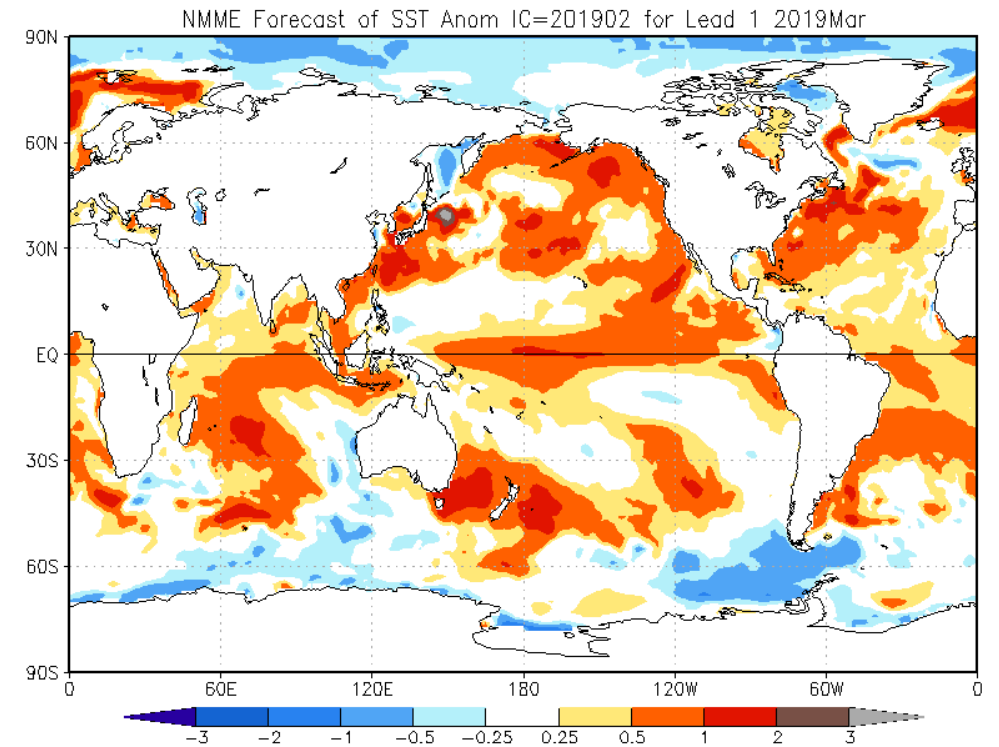 NMME Forecast of SST Anom IC=201902 for Lead 1 2019Mar
90N
60N
30N
EQ
30S
60S
90S
0 60E 120E 180 120W 60W 0
-3 -2 -1 -0.5 -0.25 0.25 0.5 1 2 3